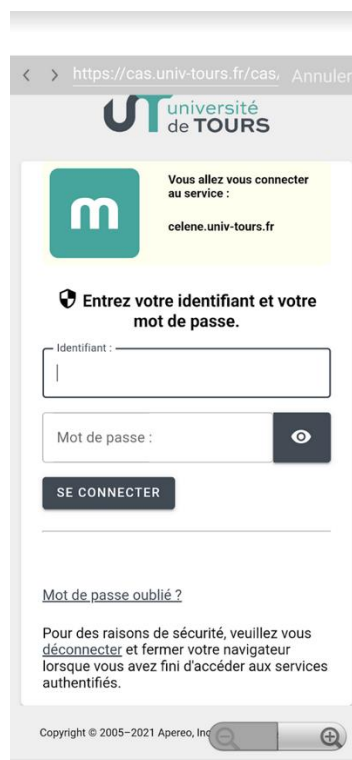 https://cas.univ-tours.fr/cas/ Annuler
université
de TOURS
m
Vous allez vous connecter
au service :
celene.univ-tours.fr
Entrez votre identifiant et votre
mot de passe.
Identifiant :
Mot de passe :
SE CONNECTER
Mot de passe oublié ?
Pour des raisons de sécurité, veuillez vous
déconnecter et fermer votre navigateur
lorsque vous avez fini d'accéder aux services
authentifiés.
Copyright © 2005–2021 Apereo,